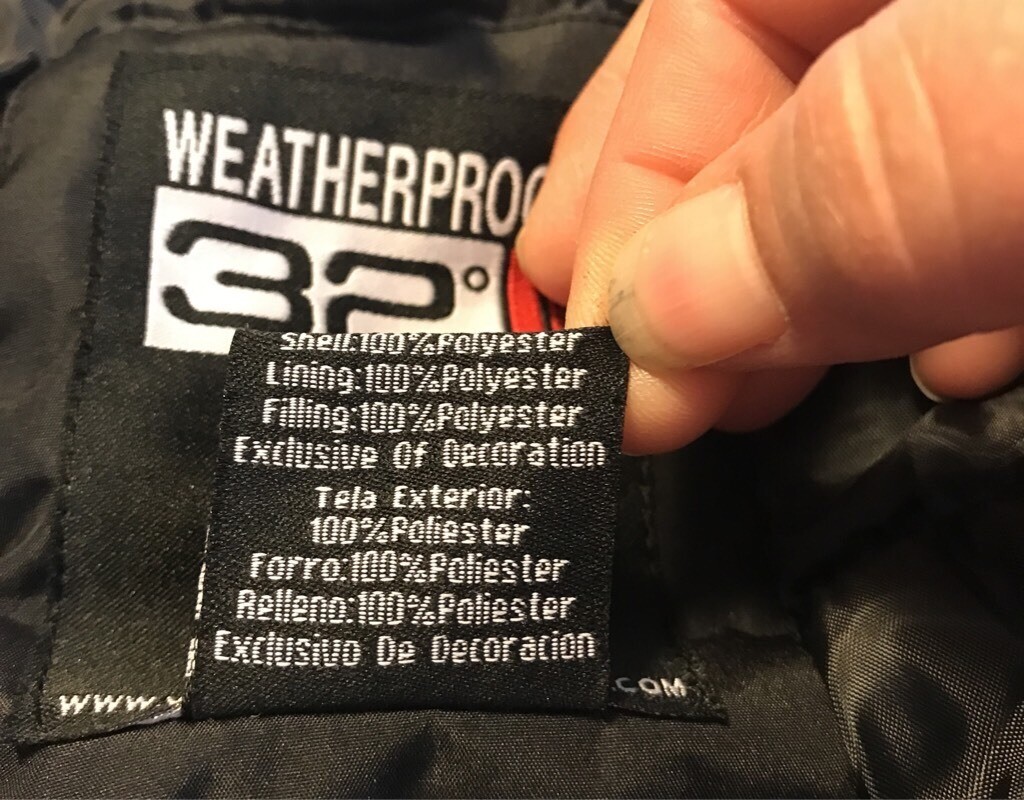 WEATHERPROO
32°
Shell:100%Polyester
Lining:100%Polyester
Filling:100%Polyester
Exclusive Of Decoration
Tela Exterior:
100%Poliester
Forro:100%Poliester
Relleno:100%Poliester
Exclusivo De Decoracion
www. .COM